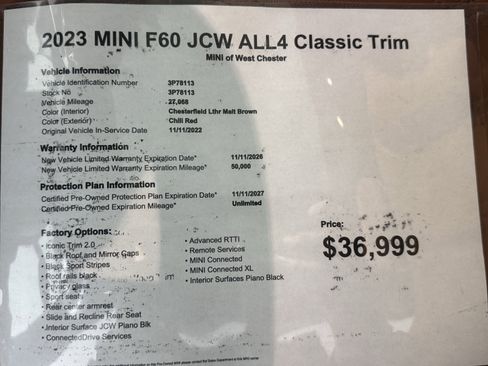 2023 MINI F60 JCW ALL4 Classic Trim
MINI of West Chester
Vehicle Information
Vehicle Identification Number 3P78113
Stock No 3P78113
Vehicle Mileage 27,068
Color (Interior) Chesterfield Lthr Malt Brown
Color (Exterior) Chili Red
Original Vehicle In-Service Date 11/11/2022
Warranty Information
New Vehicle Limited Warranty Expiration Date* 11/11/2026
New Vehicle Limited Warranty Expiration Mileage* 50,000
Protection Plan Information
Certified Pre-Owned Protection Plan Expiration Date* 11/11/2027
Certified Pre-Owned Expiration Mileage* Unlimited
Factory Options:
• Iconic Trim 2.0
• Black Roof and Mirror Caps
• Black Sport Stripes
• Roof rails black
• Privacy glass
• Sport seats
• Rear center armrest
• Slide and Recline Rear Seat
• Interior Surface JCW Piano Blk
• ConnectedDrive Services
• Advanced RTTI
• Remote Services
• MINI Connected
• MINI Connected XL
• Interior Surfaces Piano Black
Price:
$36,999